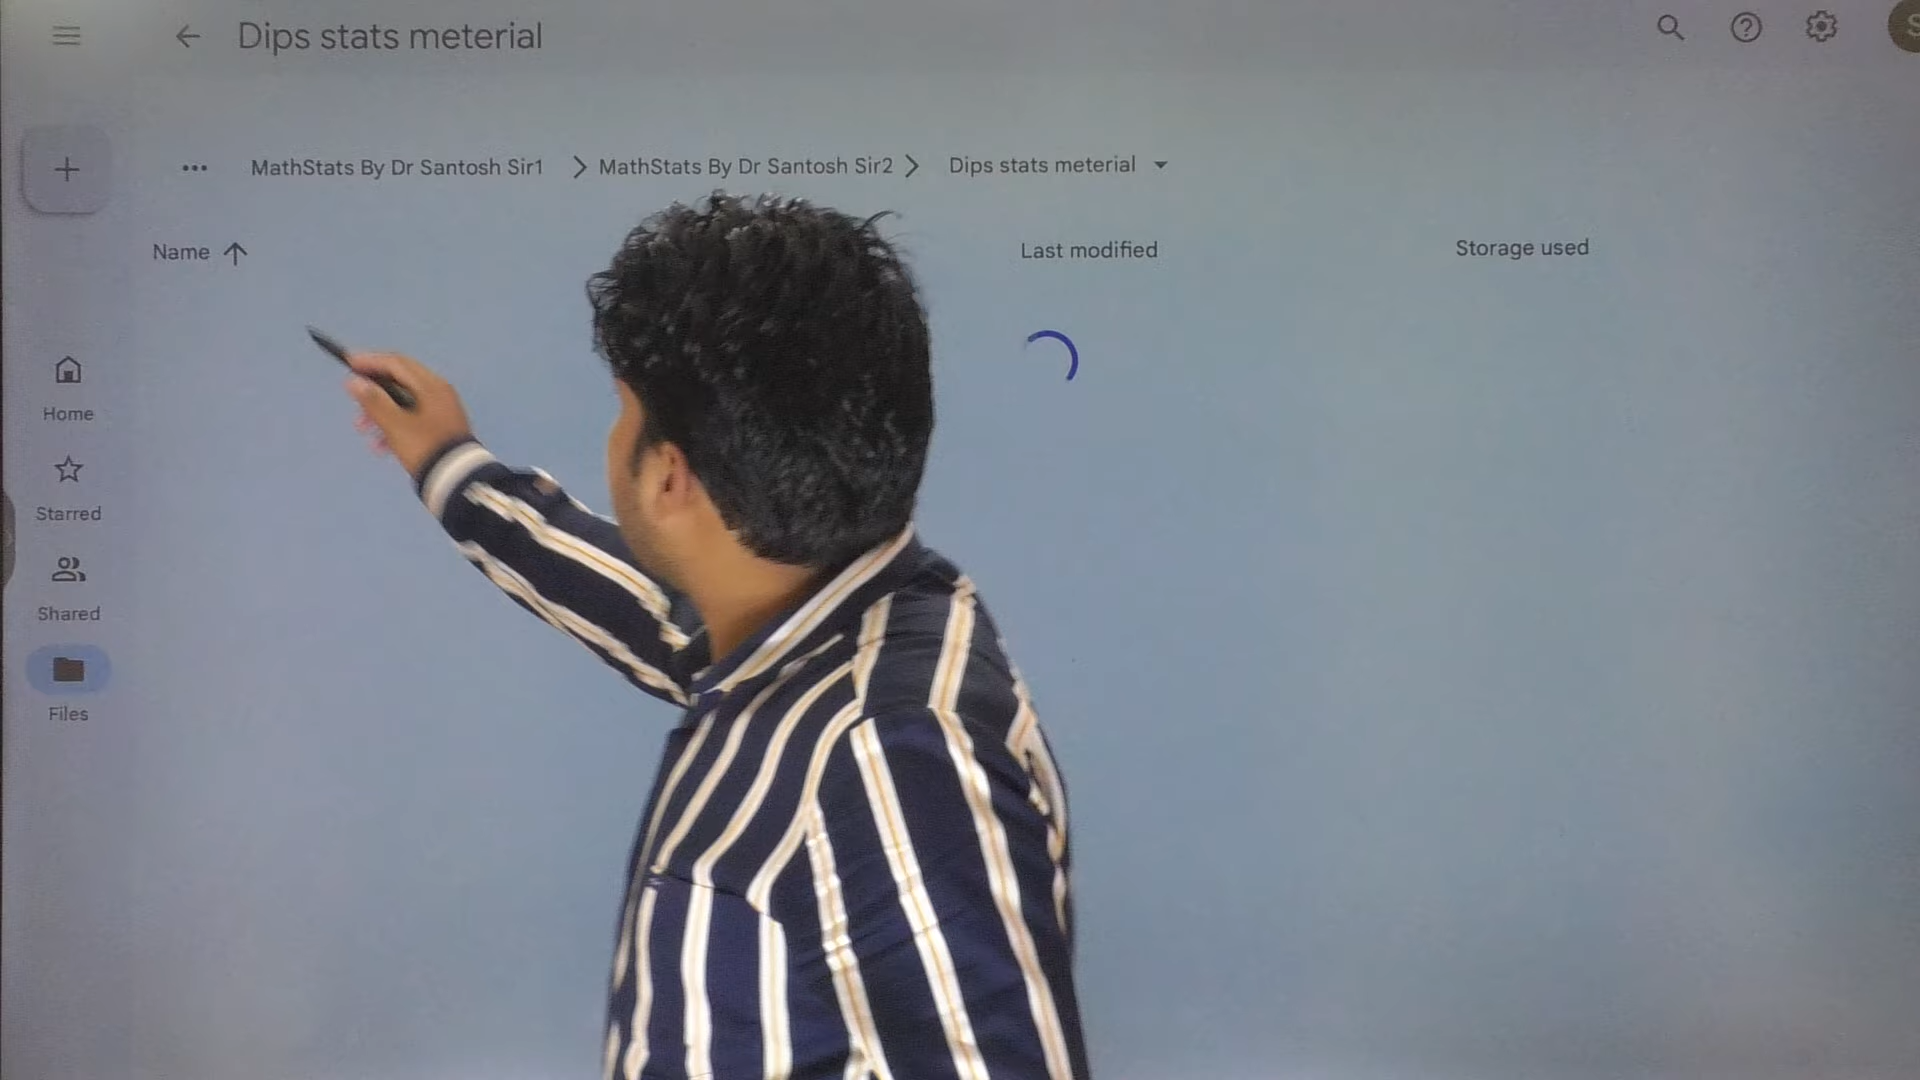 Dips stats meterial
S
MathStats By Dr Santosh Sir1
MathStats By Dr Santosh Sir2
Dips stats meterial
Name
Last modified
Storage used
Home
Starred
Shared
Files